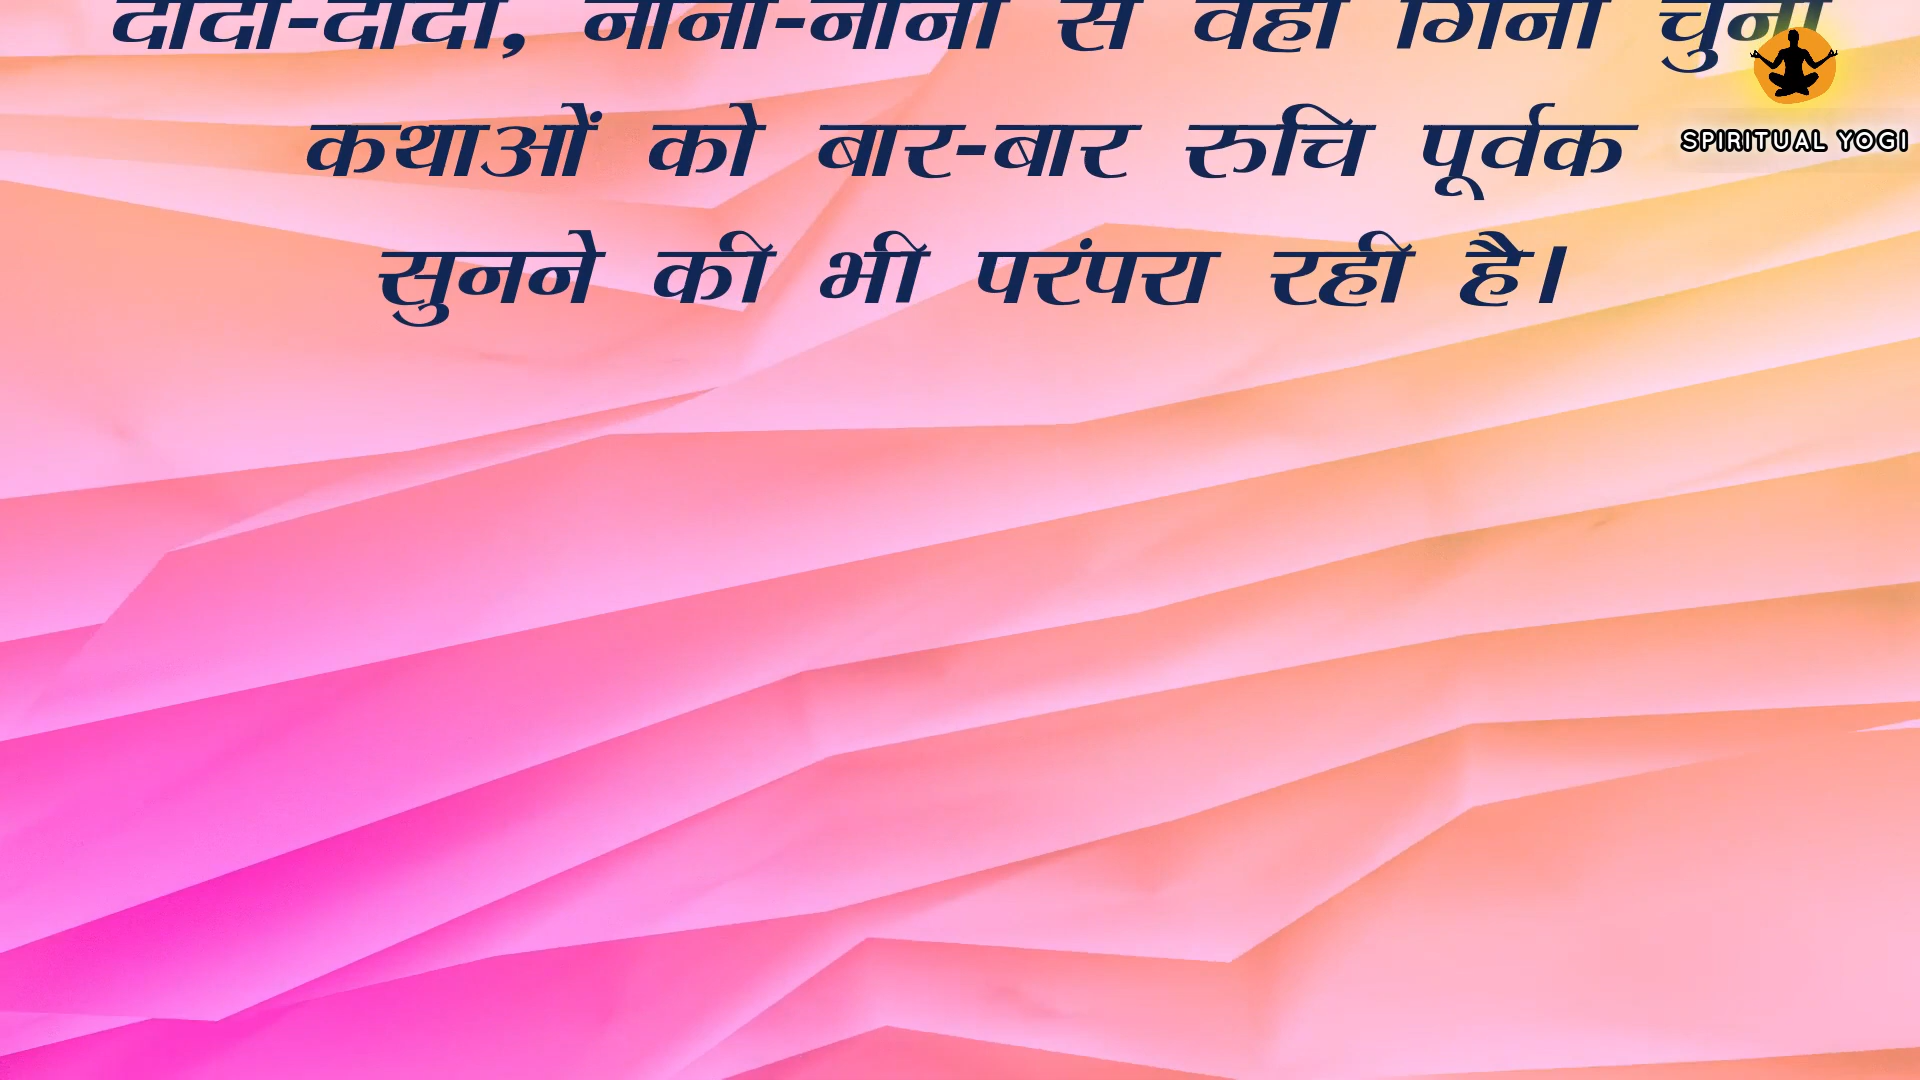 दादा-दादी, नाना-नानी से वही गिनी चुनी
कथाओं को बार-बार रुचि पूर्वक
सुनने की भी परंपरा रही है।
SPIRITUAL YOGI